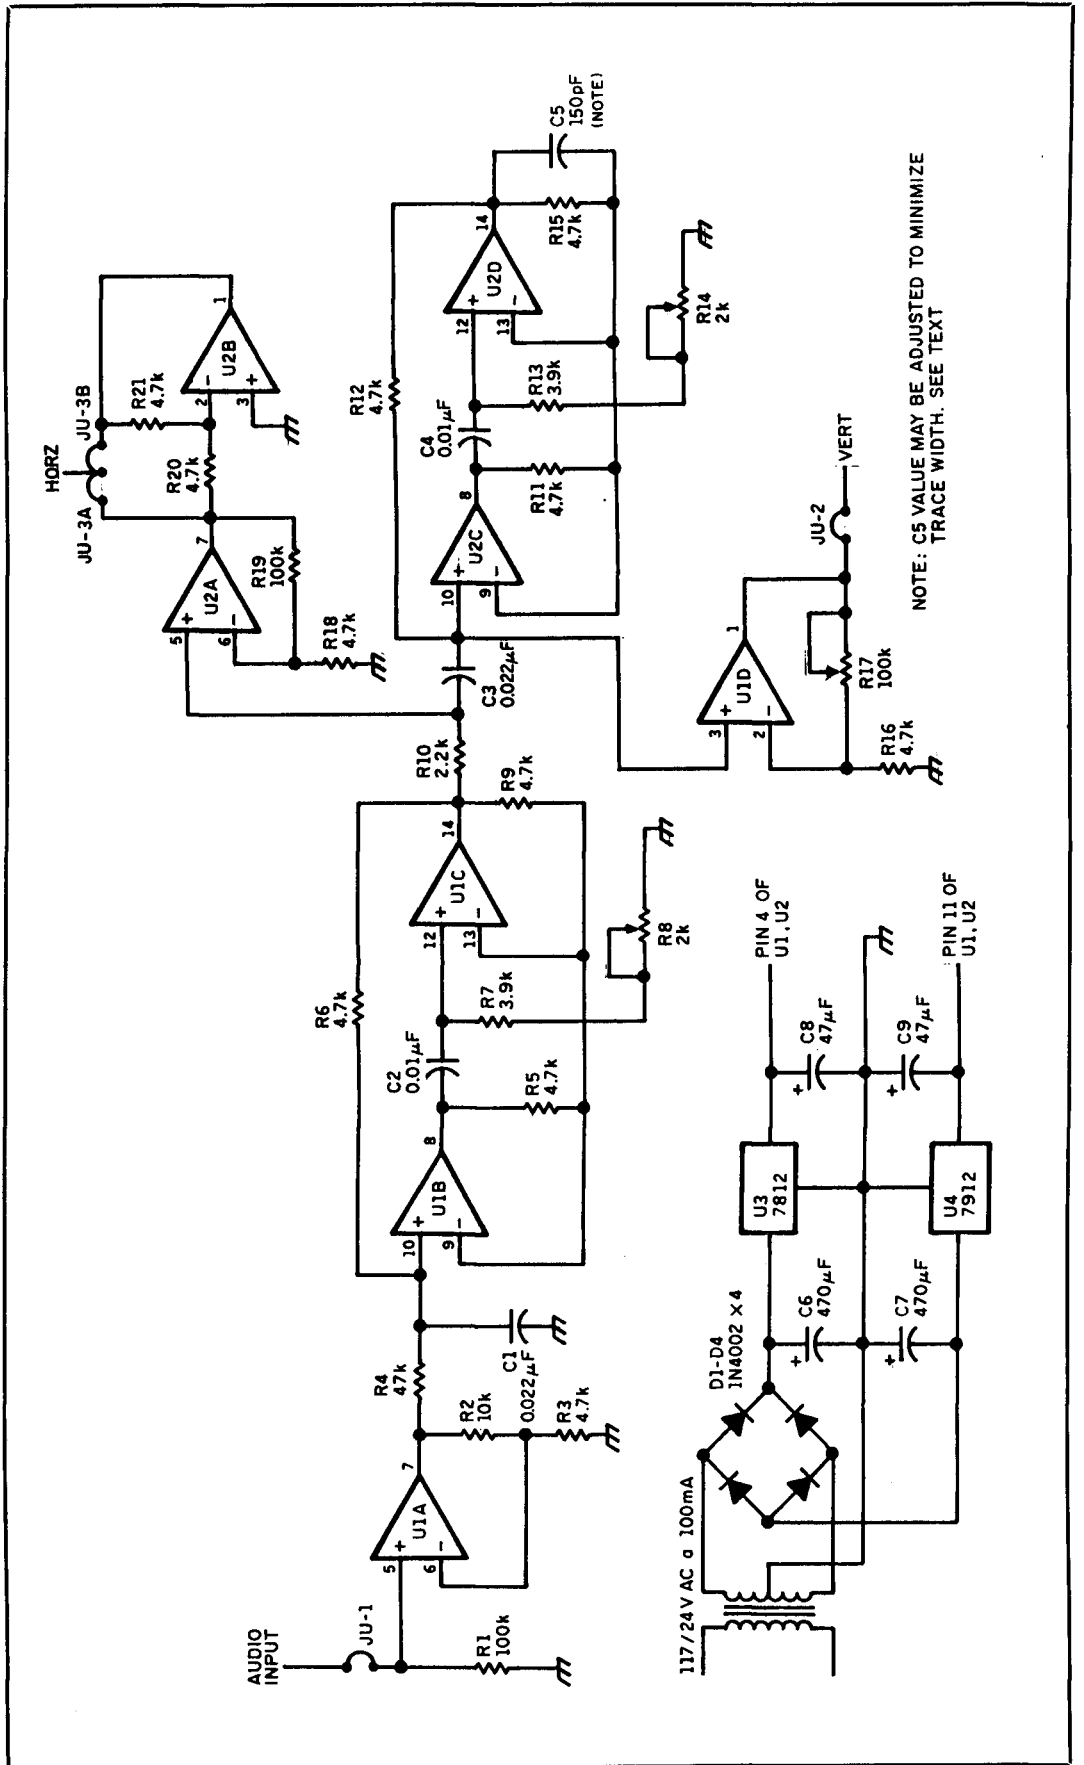 AUDIO
INPUT
JU-1
R1
100k
5
+
6
−
U1A
7
R2
10k
R3
4.7k
R4
47k
C1
0.022µF
R6
4.7k
10
+
9
−
U1B
8
C2
0.01µF
R5
4.7k
R7
3.9k
12
+
13
−
U1C
14
R8
2k
R9
4.7k
R10
2.2k
C3
0.022µF
5
+
6
−
U2A
7
R18
4.7k
R19
100k
JU-3A
HORZ
JU-3B
R20
4.7k
R21
4.7k
2
−
3
+
U2B
1
R12
4.7k
10
+
9
−
U2C
8
C4
0.01µF
R11
4.7k
R13
3.9k
12
+
13
−
U2D
14
R15
4.7k
C5
150pF
(NOTE)
R14
2k
3
+
2
−
U1D
1
R16
4.7k
R17
100k
JU-2
VERT
NOTE: C5 VALUE MAY BE ADJUSTED TO MINIMIZE
TRACE WIDTH. SEE TEXT
117/24V AC a 100mA
D1-D4
1N4002 × 4
+
C6
470µF
+
C7
470µF
U3
7812
U4
7912
+
C8
47µF
+
C9
47µF
PIN 4 OF
U1, U2
PIN 11 OF
U1, U2